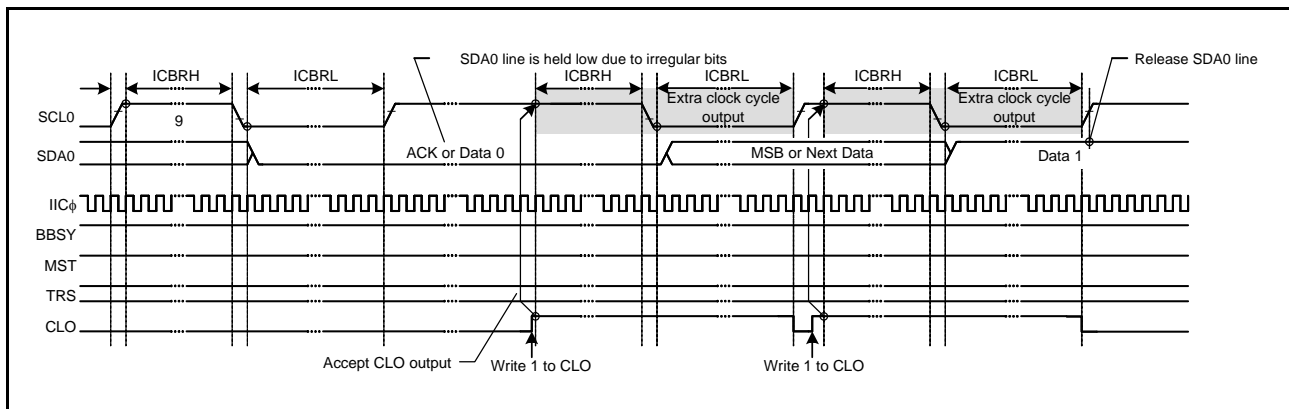 SDA0 line is held low due to irregular bits
Release SDA0 line
ICBRH
ICBRL
ICBRH
ICBRL
ICBRH
ICBRL
Extra clock cycle
output
Extra clock cycle
output
SCL0
9
SDA0
ACK or Data 0
MSB or Next Data
Data 1
IICφ
BBSY
MST
TRS
CLO
Accept CLO output
Write 1 to CLO
Write 1 to CLO